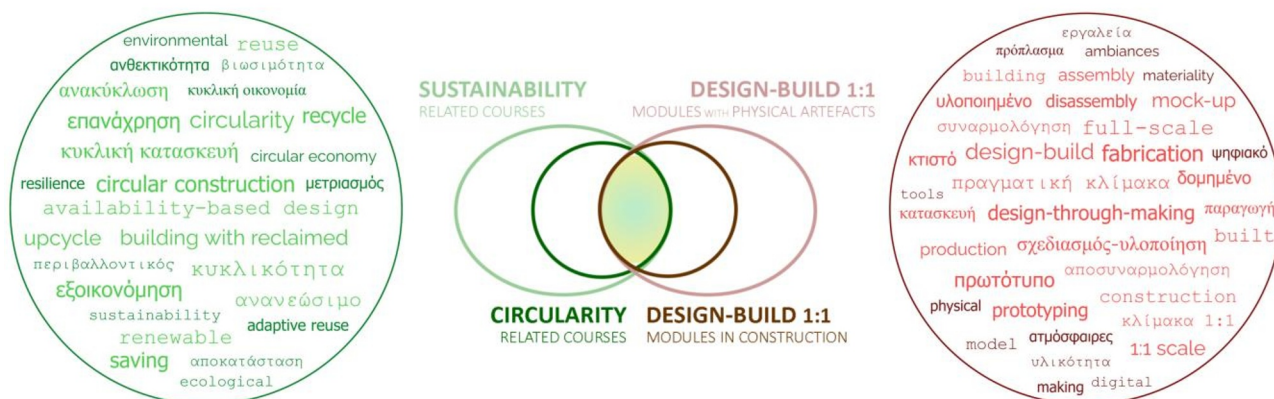 environmental reuse
ανθεκτικότητα βιωσιμότητα
ανακύκλωση κυκλική οικονομία
επανάχρηση circularity recycle
κυκλική κατασκευή circular economy
resilience circular construction μετριασμός
availability-based design
upcycle building with reclaimed
περιβαλλοντικός κυκλικότητα
εξοικονόμηση ανανεώσιμο
sustainability
renewable adaptive reuse
saving αποκατάσταση
ecological
SUSTAINABILITY
RELATED COURSES
DESIGN-BUILD 1:1
MODULES WITH PHYSICAL ARTEFACTS
CIRCULARITY
RELATED COURSES
DESIGN-BUILD 1:1
MODULES IN CONSTRUCTION
εργαλεία
πρόπλασμα ambiances
building assembly materiality
υλοποιημένο disassembly mock-up
συναρμολόγηση full-scale
κτιστό design-build fabrication ψηφιακό
tools πραγματική κλίμακα δομημένο
κατασκευή design-through-making παραγωγή
production σχεδιασμός-υλοποίηση built
πρωτότυπο αποσυναρμολόγηση
physical prototyping construction
κλίμακα 1:1
model ατμόσφαιρες 1:1 scale
υλικότητα
making digital